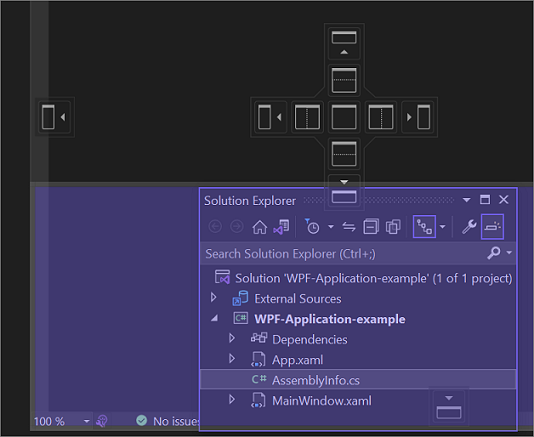 Solution Explorer
Search Solution Explorer (Ctrl+;)
Solution 'WPF-Application-example' (1 of 1 project)
External Sources
C# WPF-Application-example
Dependencies
App.xaml
C# AssemblyInfo.cs
MainWindow.xaml
100 % No issues